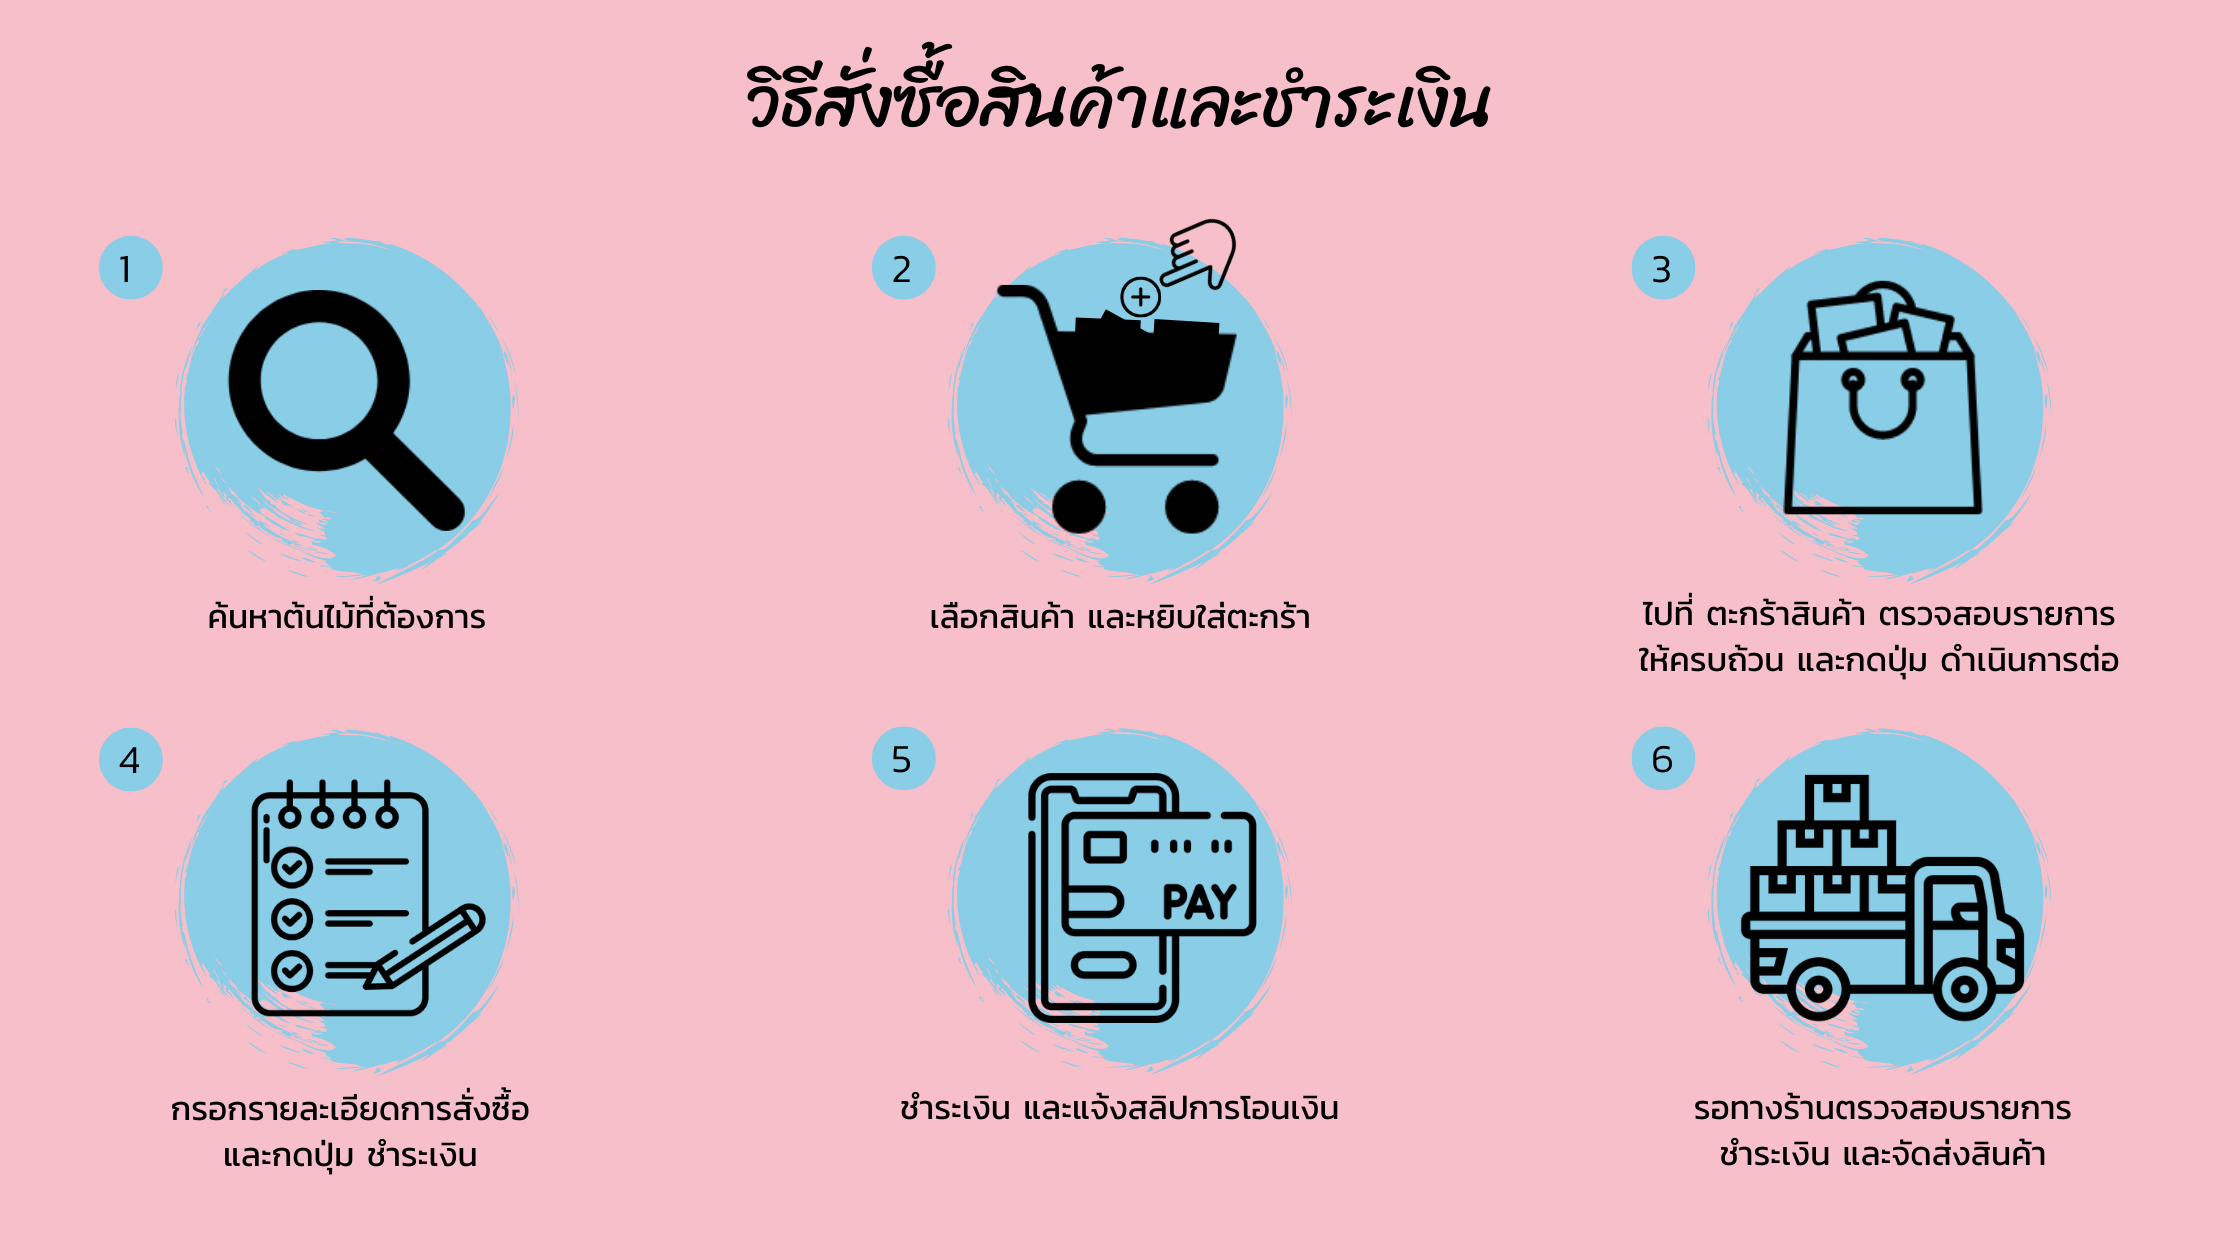 วิธีสั่งซื้อสินค้าและชำระเงิน
1
ค้นหาต้นไม้ที่ต้องการ
2
เลือกสินค้า และหยิบใส่ตะกร้า
3
ไปที่ ตะกร้าสินค้า ตรวจสอบรายการ
ให้ครบถ้วน และกดปุ่ม ดำเนินการต่อ
4
กรอกรายละเอียดการสั่งซื้อ
และกดปุ่ม ชำระเงิน
5
PAY
ชำระเงิน และแจ้งสลิปการโอนเงิน
6
รอทางร้านตรวจสอบรายการ
ชำระเงิน และจัดส่งสินค้า